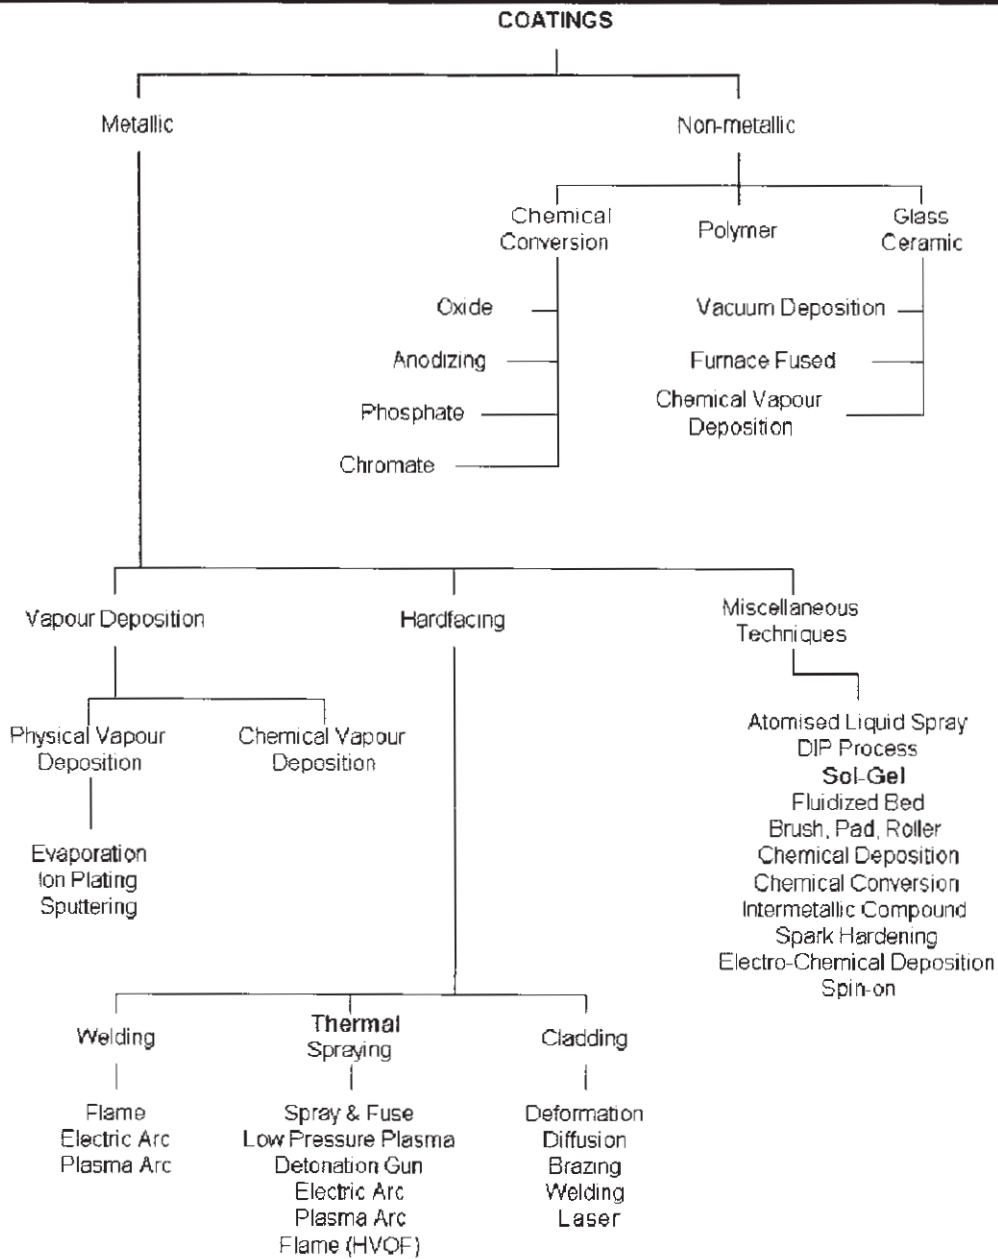 COATINGS
Metallic
Non-metallic
Chemical
Conversion
Polymer
Glass
Ceramic
Oxide
Anodizing
Phosphate
Chromate
Vacuum Deposition
Furnace Fused
Chemical Vapour
Deposition
Vapour Deposition
Hardfacing
Miscellaneous
Techniques
Physical Vapour
Deposition
Chemical Vapour
Deposition
Evaporation
Ion Plating
Sputtering
Atomised Liquid Spray
DIP Process
Sol-Gel
Fluidized Bed
Brush, Pad, Roller
Chemical Deposition
Chemical Conversion
Intermetallic Compound
Spark Hardening
Electro-Chemical Deposition
Spin-on
Welding
Thermal
Spraying
Cladding
Flame
Electric Arc
Plasma Arc
Spray & Fuse
Low Pressure Plasma
Detonation Gun
Electric Arc
Plasma Arc
Flame (HVOF)
Deformation
Diffusion
Brazing
Welding
Laser